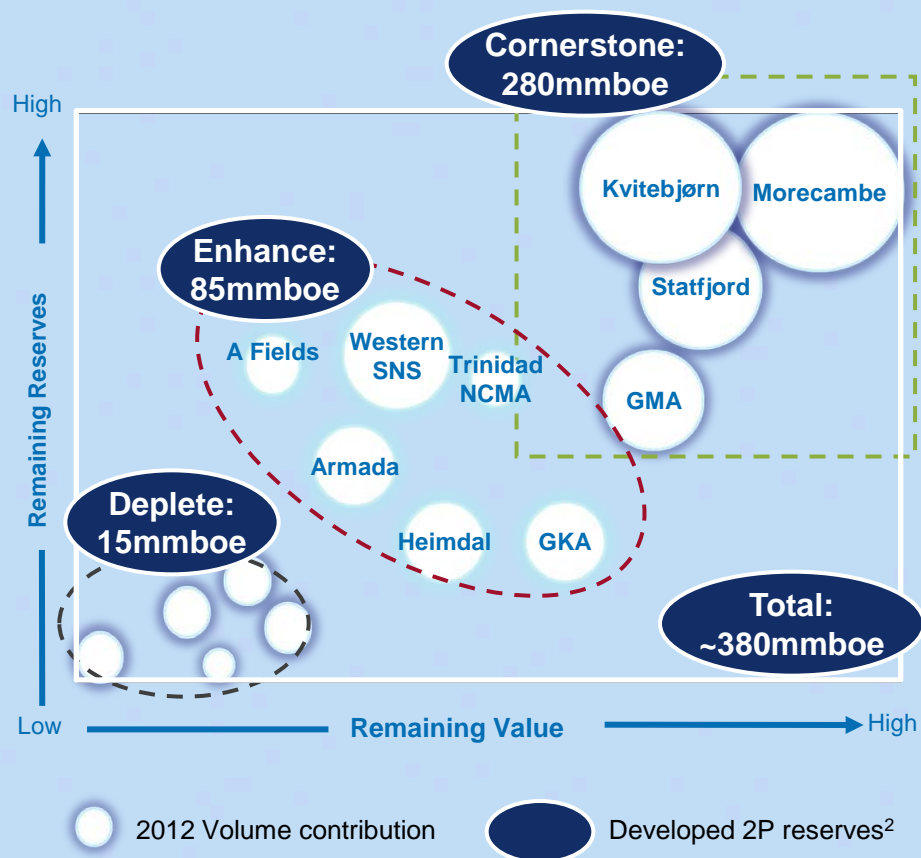 Cornerstone:
280mmboe
High
Kvitebjørn
Morecambe
Remaining Reserves
Enhance:
85mmboe
Statfjord
A Fields
Western
SNS
Trinidad
NCMA
GMA
Armada
Deplete:
15mmboe
Heimdal
GKA
Total:
~380mmboe
Low
Remaining Value
High
2012 Volume contribution
Developed 2P reserves²